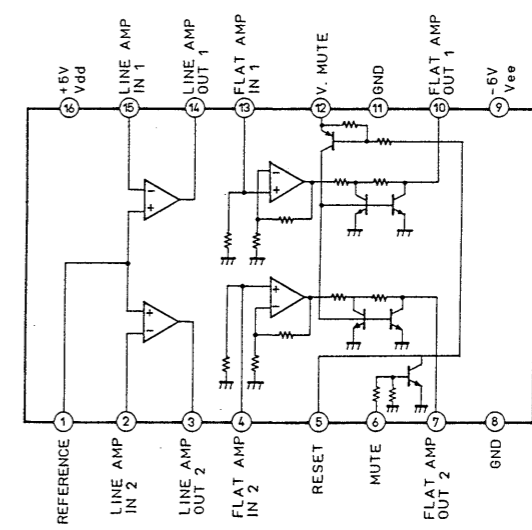 +5V
Vdd
LINE AMP
IN 1
LINE AMP
OUT 1
FLAT AMP
IN 1
V. MUTE
GND
FLAT AMP
OUT 1
-5V
Vee
16
15
14
13
12
11
10
9
-
+
-
+
+
-
+
-
1
2
3
4
5
6
7
8
REFERENCE
LINE AMP
IN 2
LINE AMP
OUT 2
FLAT AMP
IN 2
RESET
MUTE
FLAT AMP
OUT 2
GND